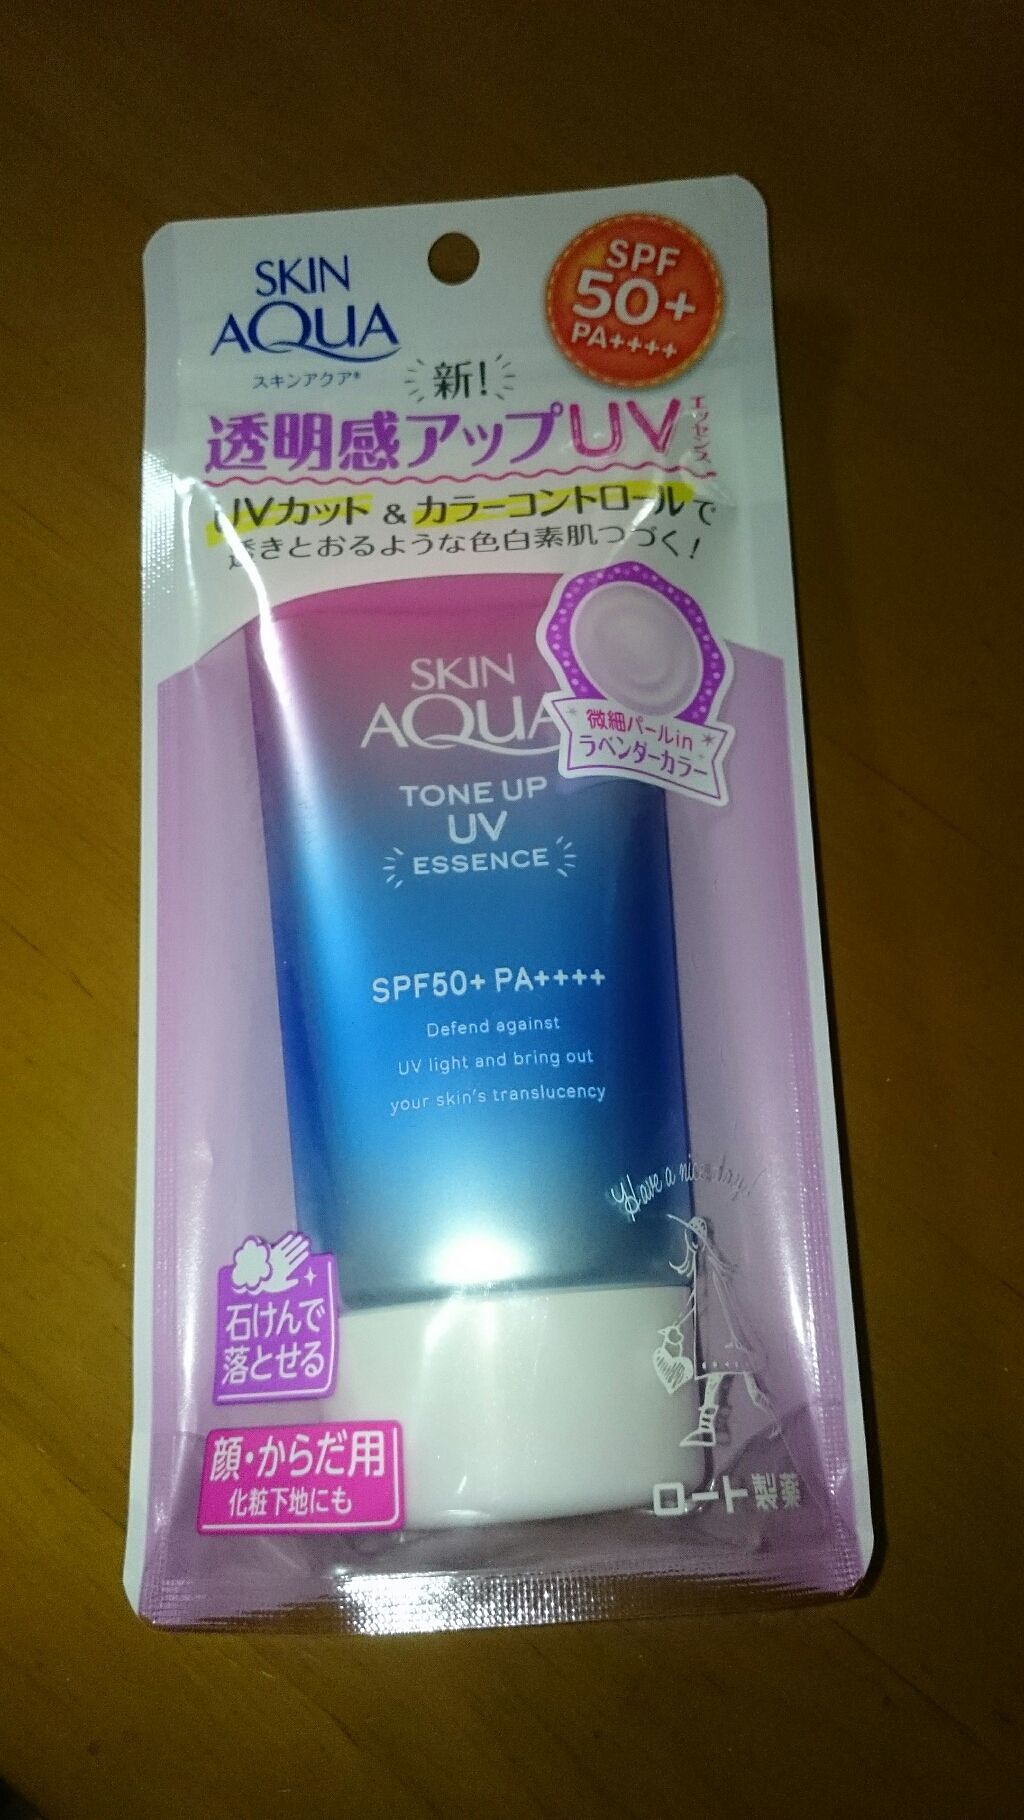 SKIN
AQUA
スキンアクア®
SPF
50+
PA++++
新!
透明感アップUV
エッセンス
UVカット & カラーコントロールで
透きとおるような色白素肌つづく!
SKIN
AQUA
微細パールin
ラベンダーカラー
TONE UP
UV
ESSENCE
SPF50+ PA++++
Defend against
UV light and bring out
your skin's translucency
Have a nice day!
石けんで
落とせる
顔・からだ用
化粧下地にも
ロート製薬